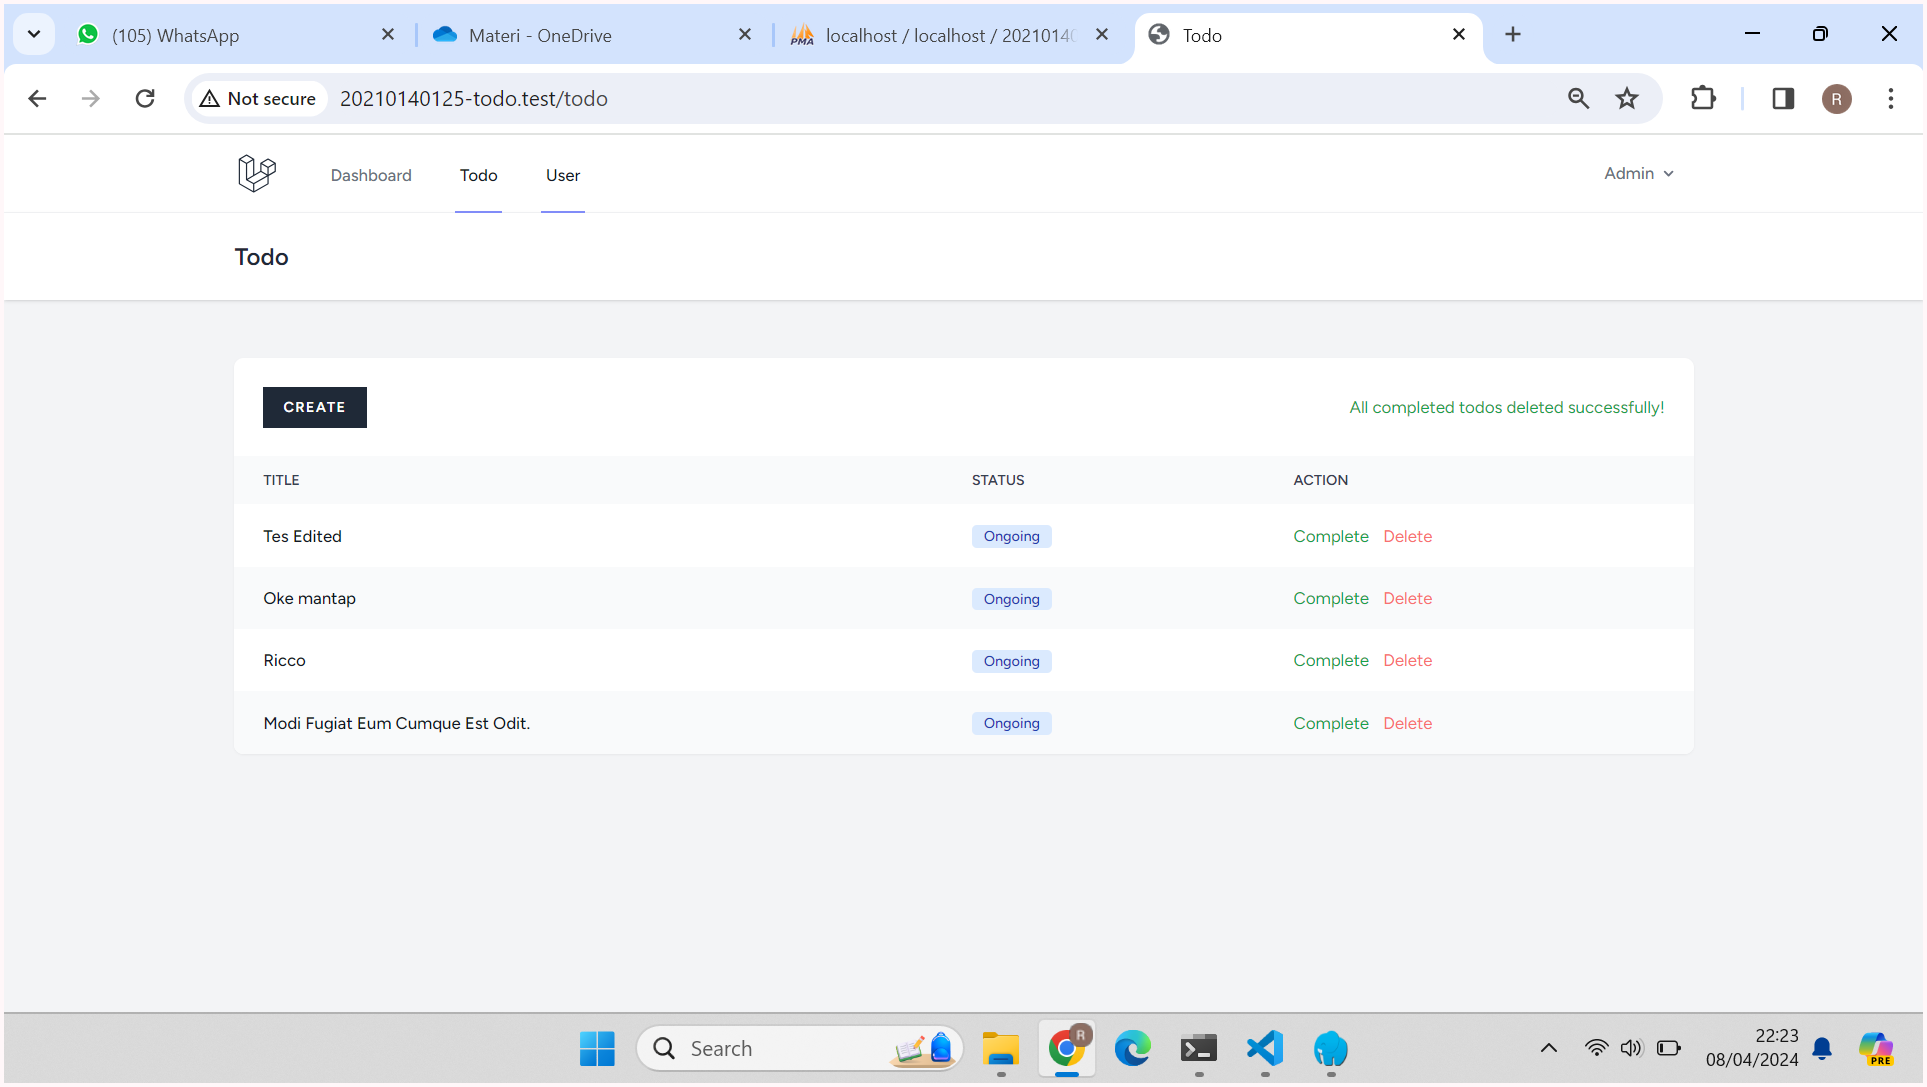 (105) WhatsApp
Materi - OneDrive
localhost / localhost / 2021014
Todo
Not secure
20210140125-todo.test/todo
R
Dashboard
Todo
User
Admin
Todo
CREATE
All completed todos deleted successfully!
TITLE STATUS ACTION
Tes Edited Ongoing Complete Delete
Oke mantap Ongoing Complete Delete
Ricco Ongoing Complete Delete
Modi Fugiat Eum Cumque Est Odit. Ongoing Complete Delete
Search
R
22:23
08/04/2024
PRE
PMA